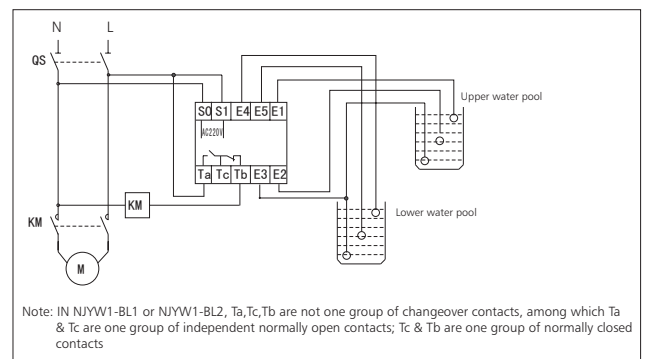 N L
QS
S0 S1 E4 E5 E1
AC220V
Upper water pool
Ta Tc Tb E3 E2
KM
Lower water pool
KM
M
Note: IN NJYW1-BL1 or NJYW1-BL2, Ta,Tc,Tb are not one group of changeover contacts, among which Ta
& Tc are one group of independent normally open contacts; Tc & Tb are one group of normally closed
contacts